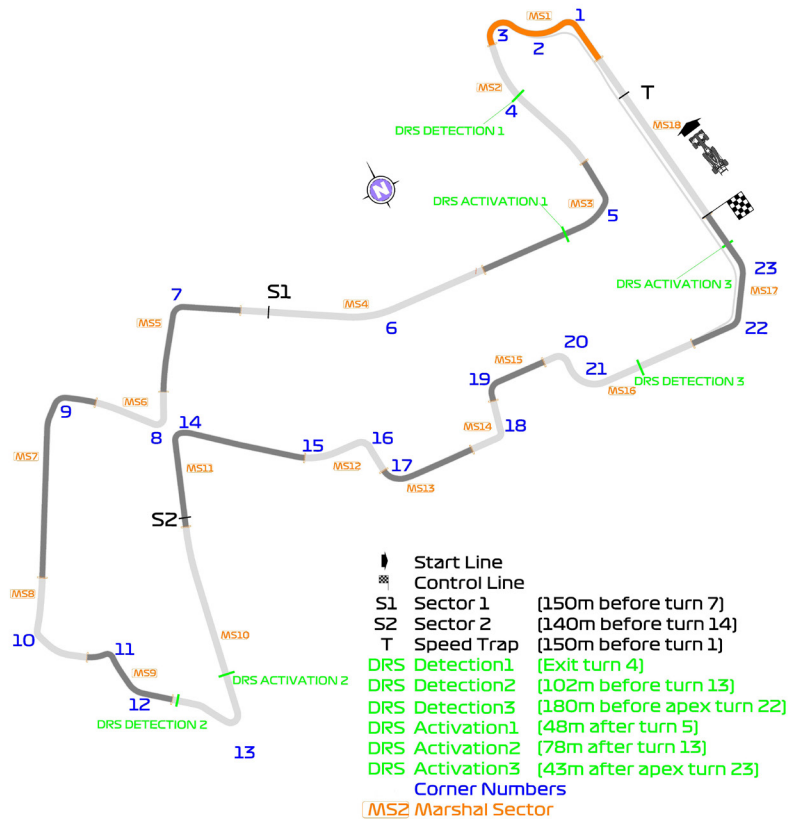 1
MS1
3
2
T
MS2
4
DRS DETECTION 1
MS18
N
DRS ACTIVATION 1
MS3
5
23
DRS ACTIVATION 3
MS17
7
S1
MS4
6
22
MS5
20
MS15
21
MS16
DRS DETECTION 3
19
MS6
9
8
14
18
MS14
15
16
MS12
17
MS13
MS7
MS11
S2
MS8
10
MS10
11
MS9
12
DRS ACTIVATION 2
DRS DETECTION 2
13
Start Line
Control Line
S1 Sector 1 (150m before turn 7)
S2 Sector 2 (140m before turn 14)
T Speed Trap (150m before turn 1)
DRS Detection1 (Exit turn 4)
DRS Detection2 (102m before turn 13)
DRS Detection3 (180m before apex turn 22)
DRS Activation1 (48m after turn 5)
DRS Activation2 (78m after turn 13)
DRS Activation3 (43m after apex turn 23)
Corner Numbers
MS2 Marshal Sector